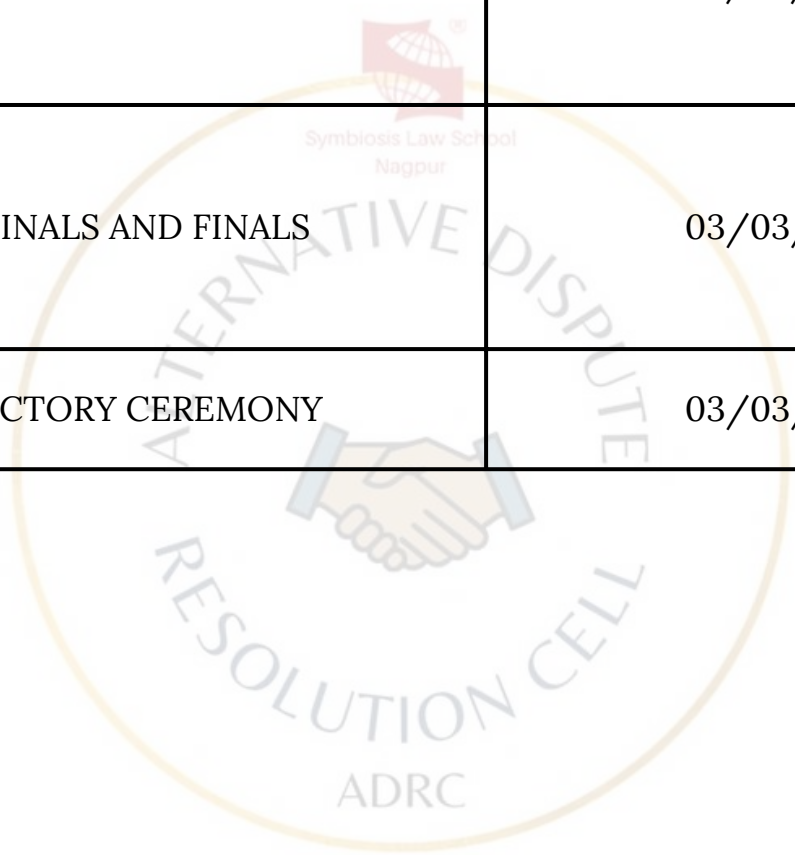 Symbiosis Law School
Nagpur
INALS AND FINALS
03/03/
ALTERNATIVE DISPUTE
CTORY CEREMONY
03/03/
RESOLUTION CELL
ADRC